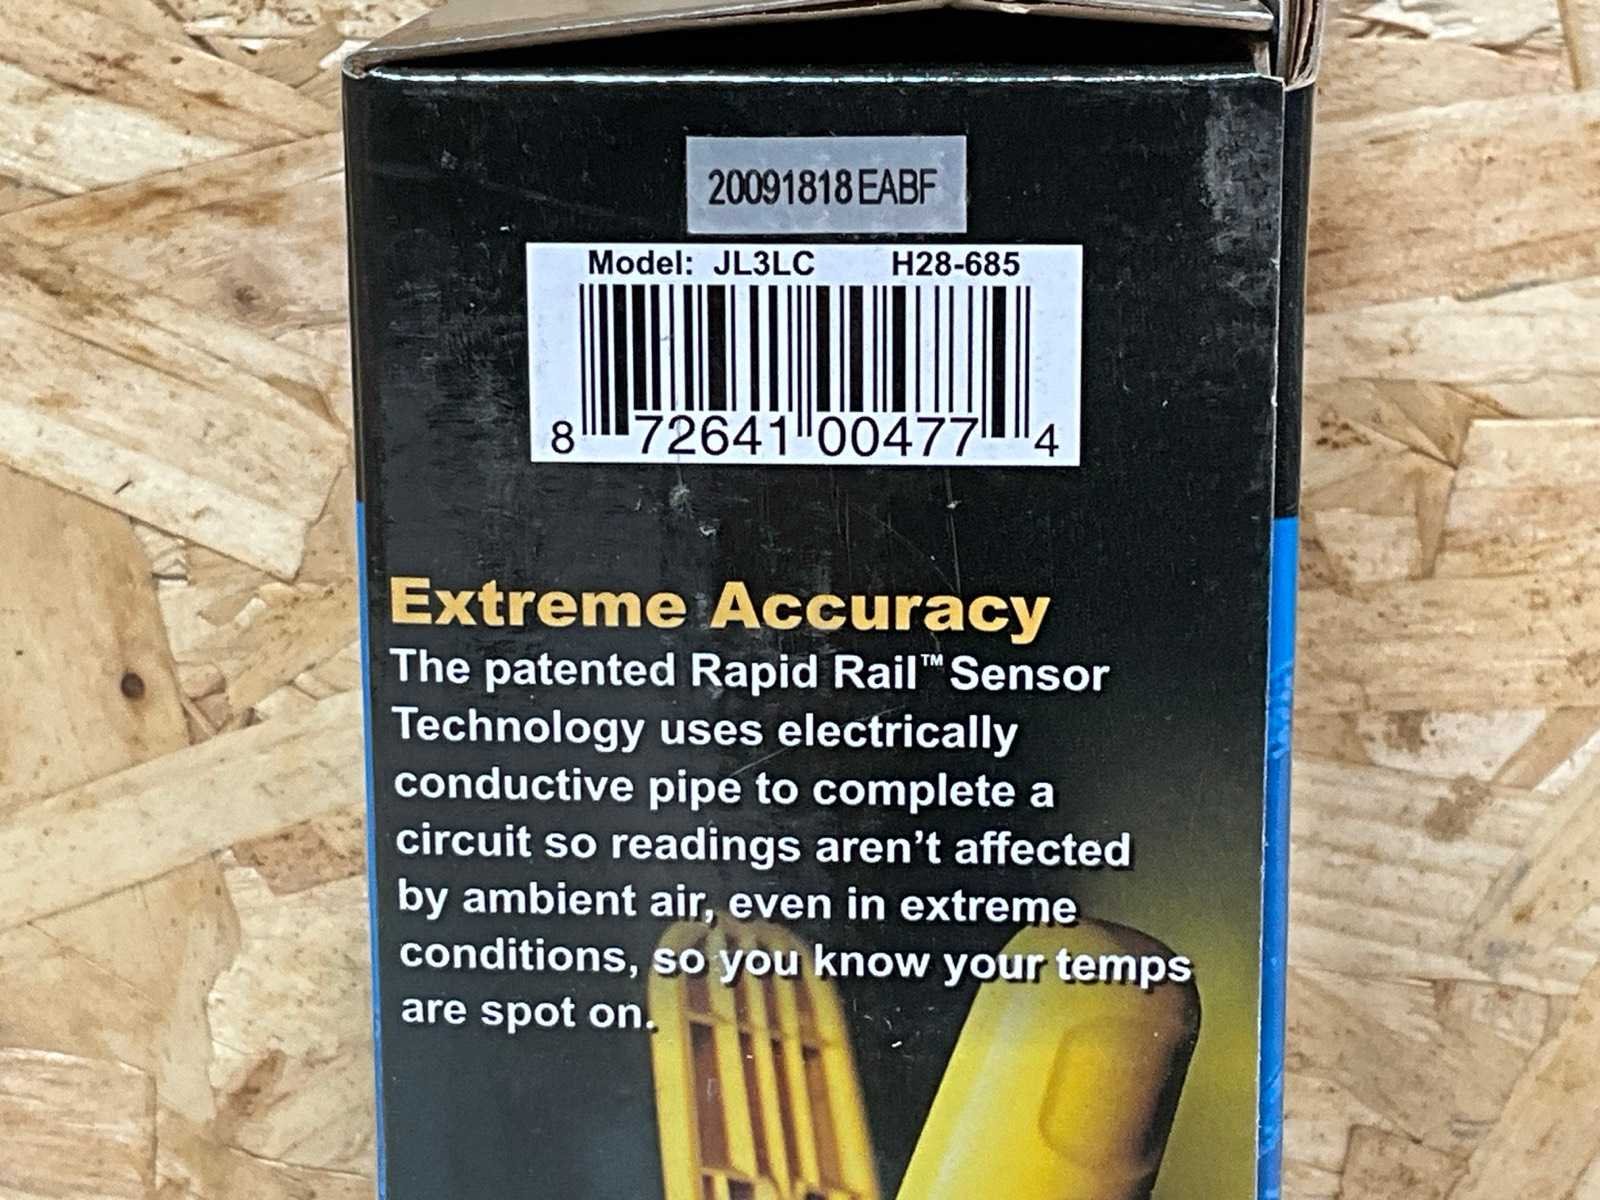 20091818EABF
Model: JL3LC H28-685
8 72641 00477 4
Extreme Accuracy
The patented Rapid Rail™ Sensor
Technology uses electrically
conductive pipe to complete a
circuit so readings aren't affected
by ambient air, even in extreme
conditions, so you know your temps
are spot on.